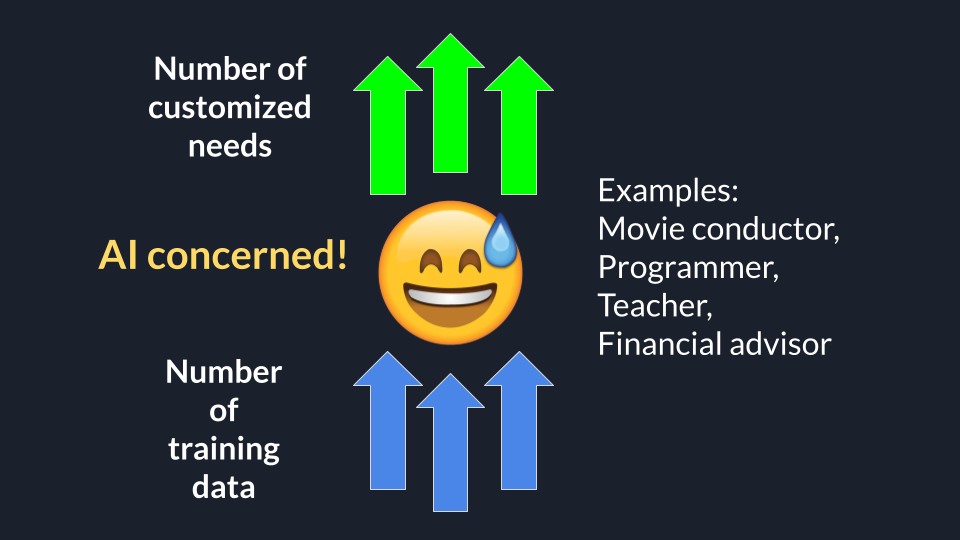 Number of
customized
needs
AI concerned!
Number
of
training
data
Examples:
Movie conductor,
Programmer,
Teacher,
Financial advisor